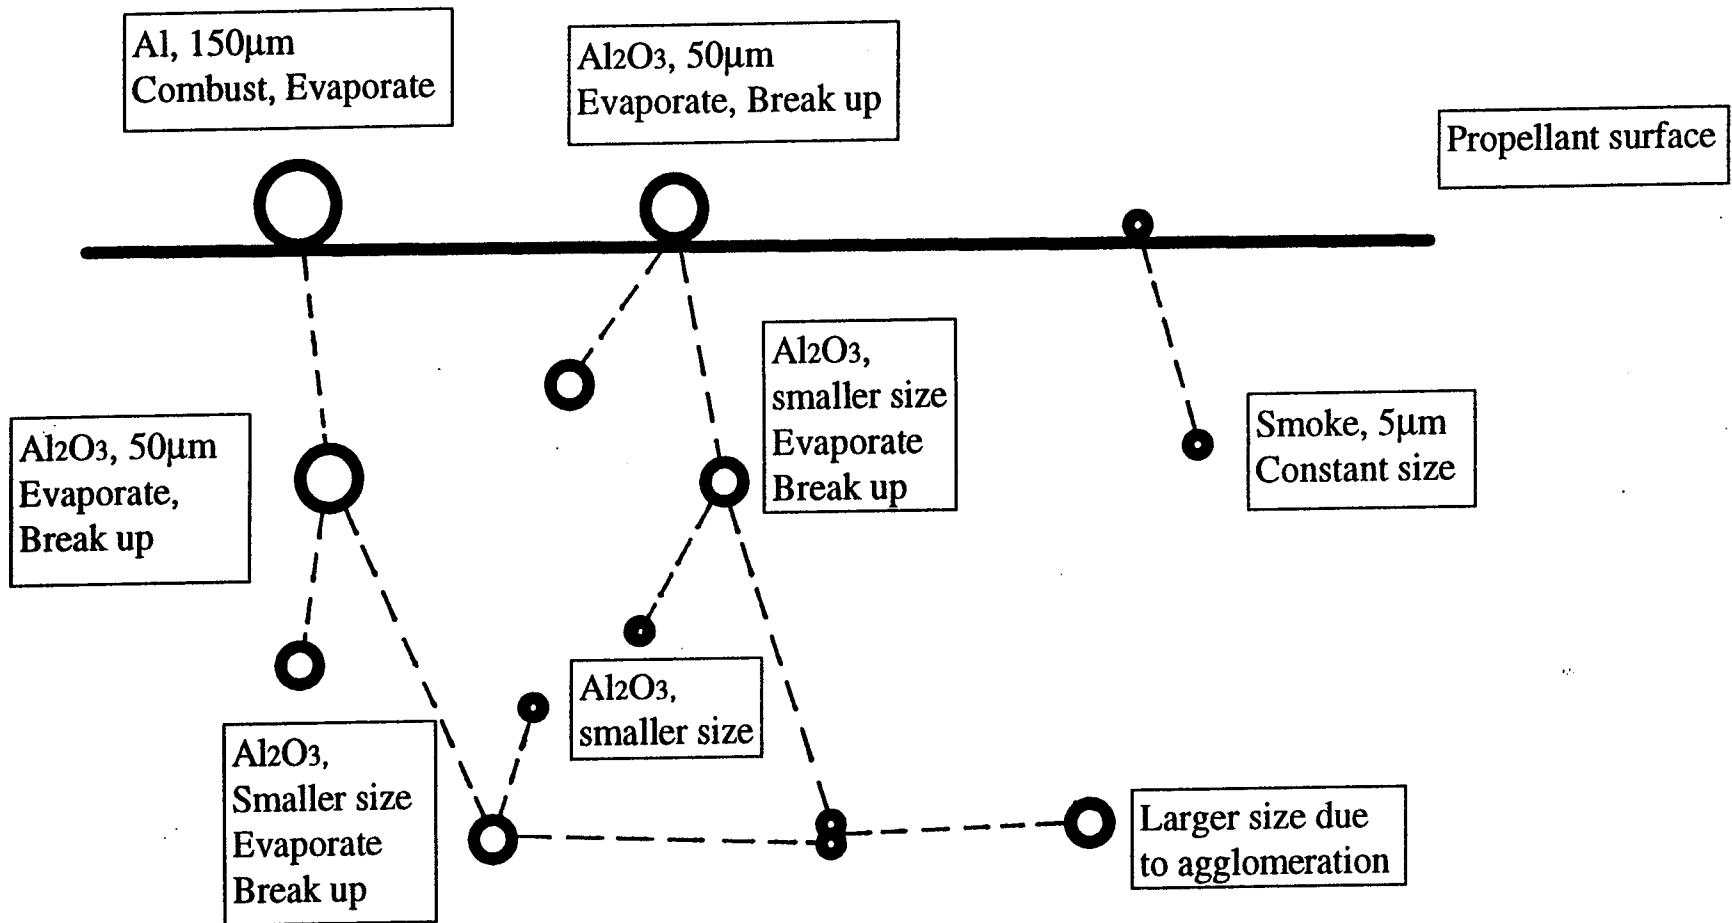 Al, 150μm
Combust, Evaporate
Al2O3, 50μm
Evaporate, Break up
Propellant surface
Al2O3,
smaller size
Evaporate
Break up
Smoke, 5μm
Constant size
Al2O3, 50μm
Evaporate,
Break up
Al2O3,
smaller size
Al2O3,
Smaller size
Evaporate
Break up
Larger size due
to agglomeration